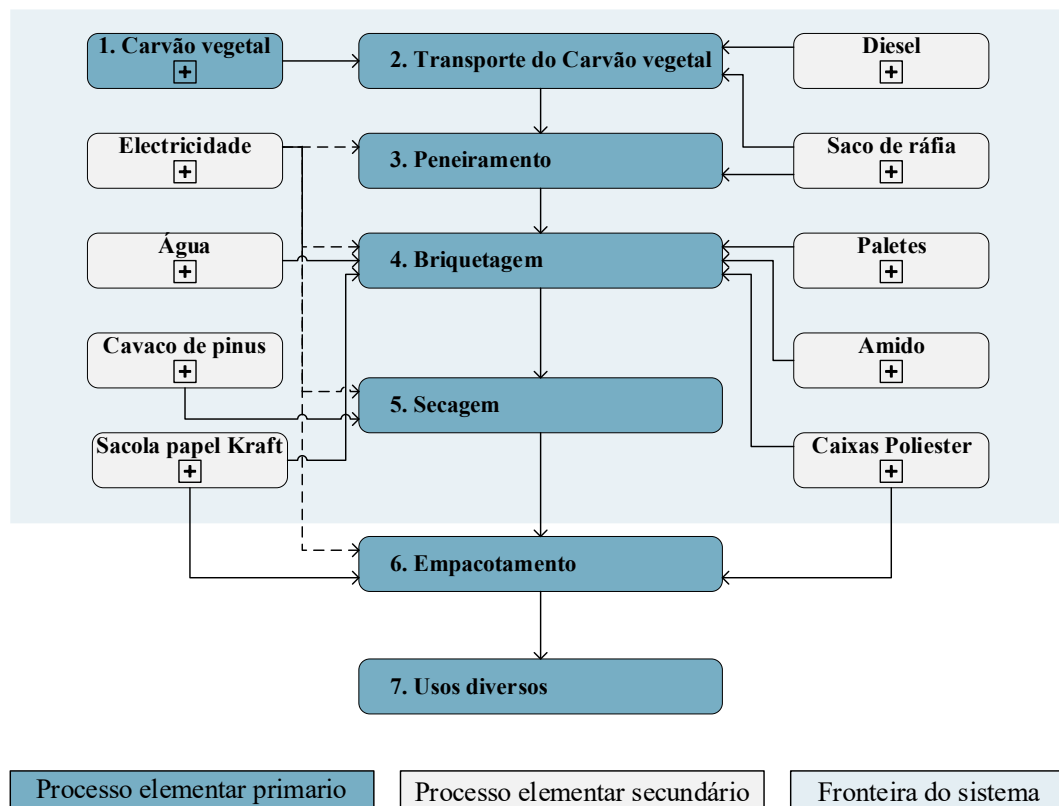 1. Carvão vegetal
2. Transporte do Carvão vegetal
Diesel
Electricidade
3. Peneiramento
Saco de ráfia
Água
4. Briquetagem
Paletes
Cavaco de pinus
Amido
5. Secagem
Sacola papel Kraft
Caixas Poliester
6. Empacotamento
7. Usos diversos
Processo elementar primario
Processo elementar secundário
Fronteira do sistema